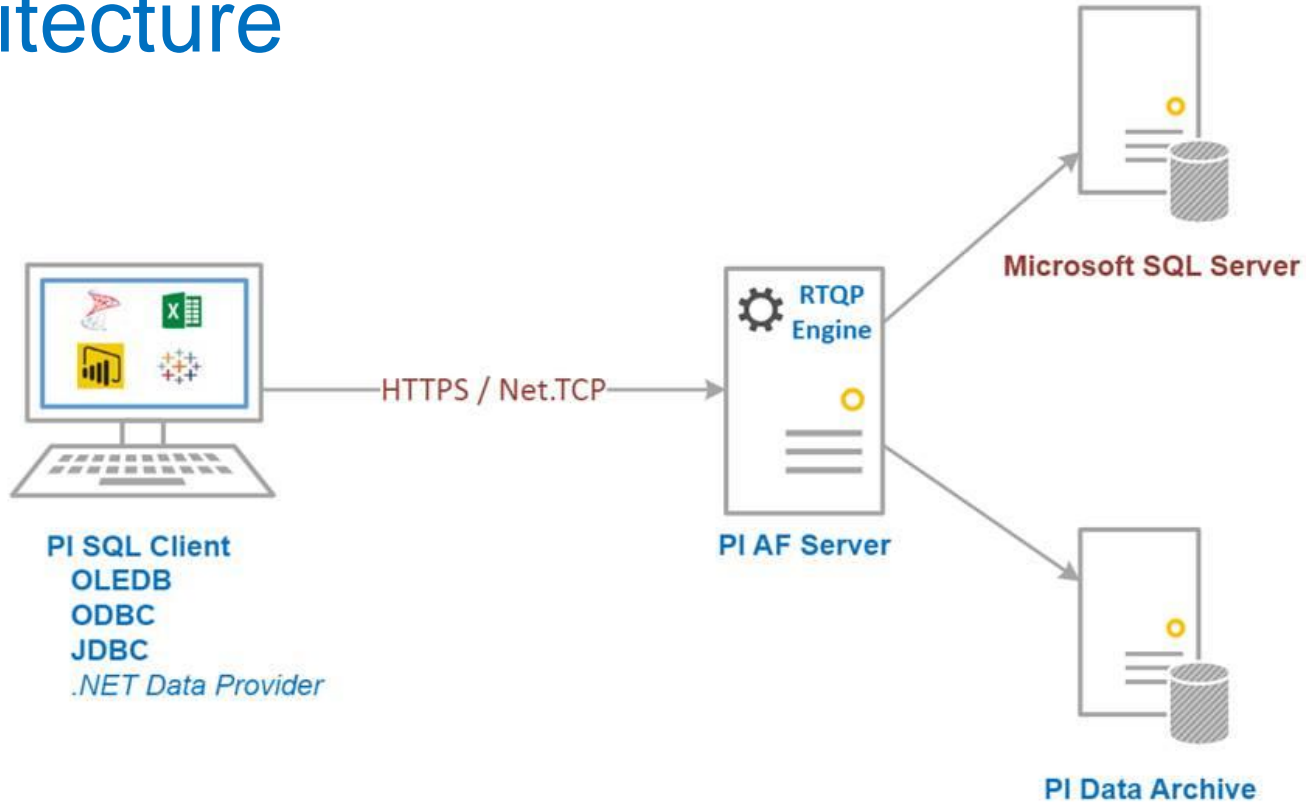 itecture
Microsoft SQL Server
RTQP
Engine
HTTPS / Net.TCP
PI SQL Client
OLEDB
ODBC
JDBC
.NET Data Provider
PI AF Server
PI Data Archive